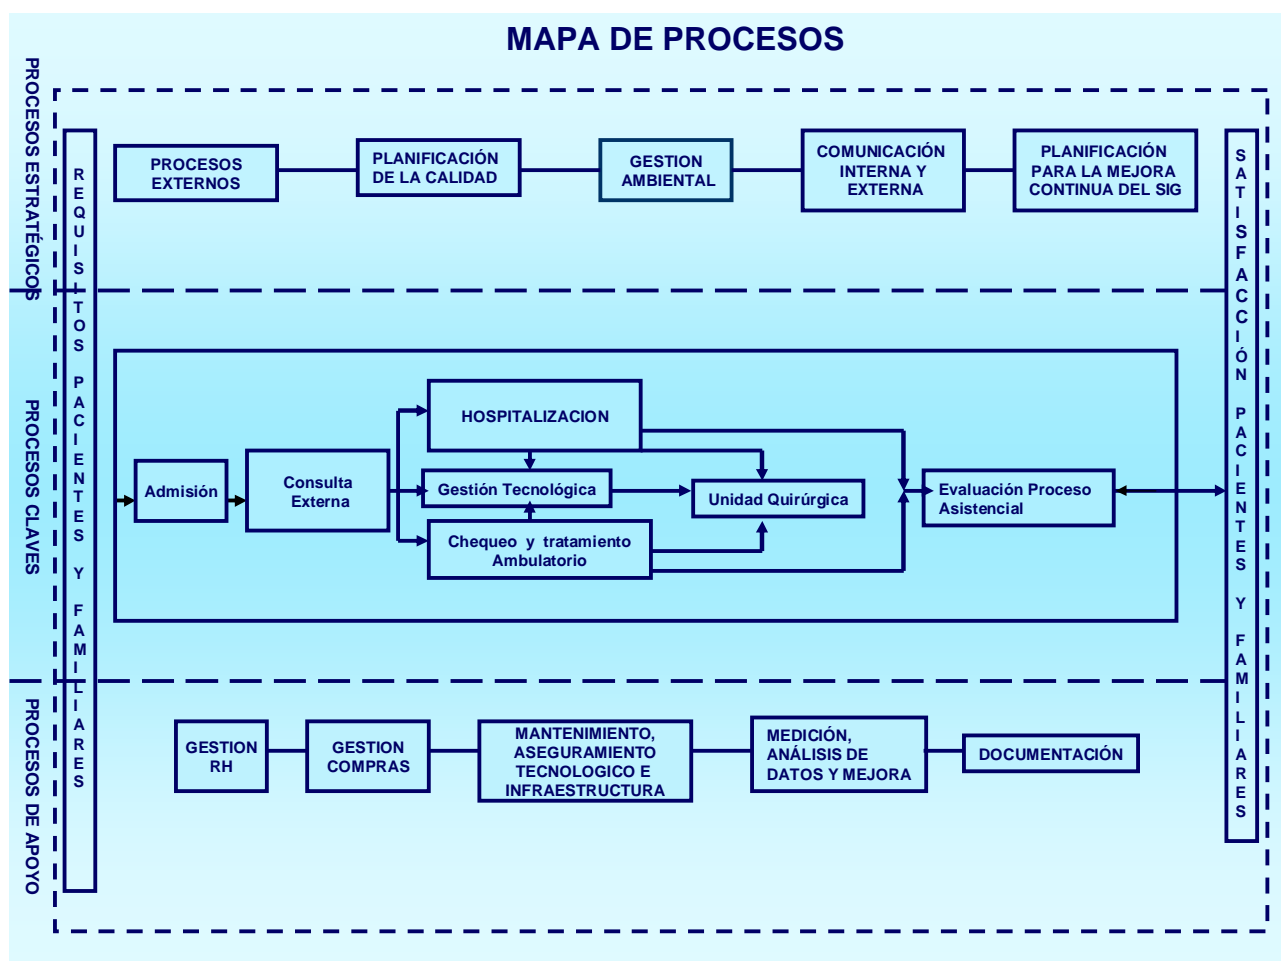 MAPA DE PROCESOS
PROCESOS ESTRATÉGICOS
PROCESOS CLAVES
PROCESOS DE APOYO
REQUISITOS PACIENTES Y FAMILIARES
PROCESOS
EXTERNOS
PLANIFICACIÓN
DE LA CALIDAD
GESTION
AMBIENTAL
COMUNICACIÓN
INTERNA Y
EXTERNA
PLANIFICACIÓN
PARA LA MEJORA
CONTINUA DEL SIG
Admisión
Consulta
Externa
HOSPITALIZACION
Gestión Tecnológica
Chequeo y tratamiento
Ambulatorio
Unidad Quirúrgica
Evaluación Proceso
Asistencial
GESTION
RH
GESTION
COMPRAS
MANTENIMIENTO,
ASEGURAMIENTO
TECNOLOGICO E
INFRAESTRUCTURA
MEDICIÓN,
ANÁLISIS DE
DATOS Y MEJORA
DOCUMENTACIÓN
SATISFACCIÓN PACIENTES Y FAMILIARES